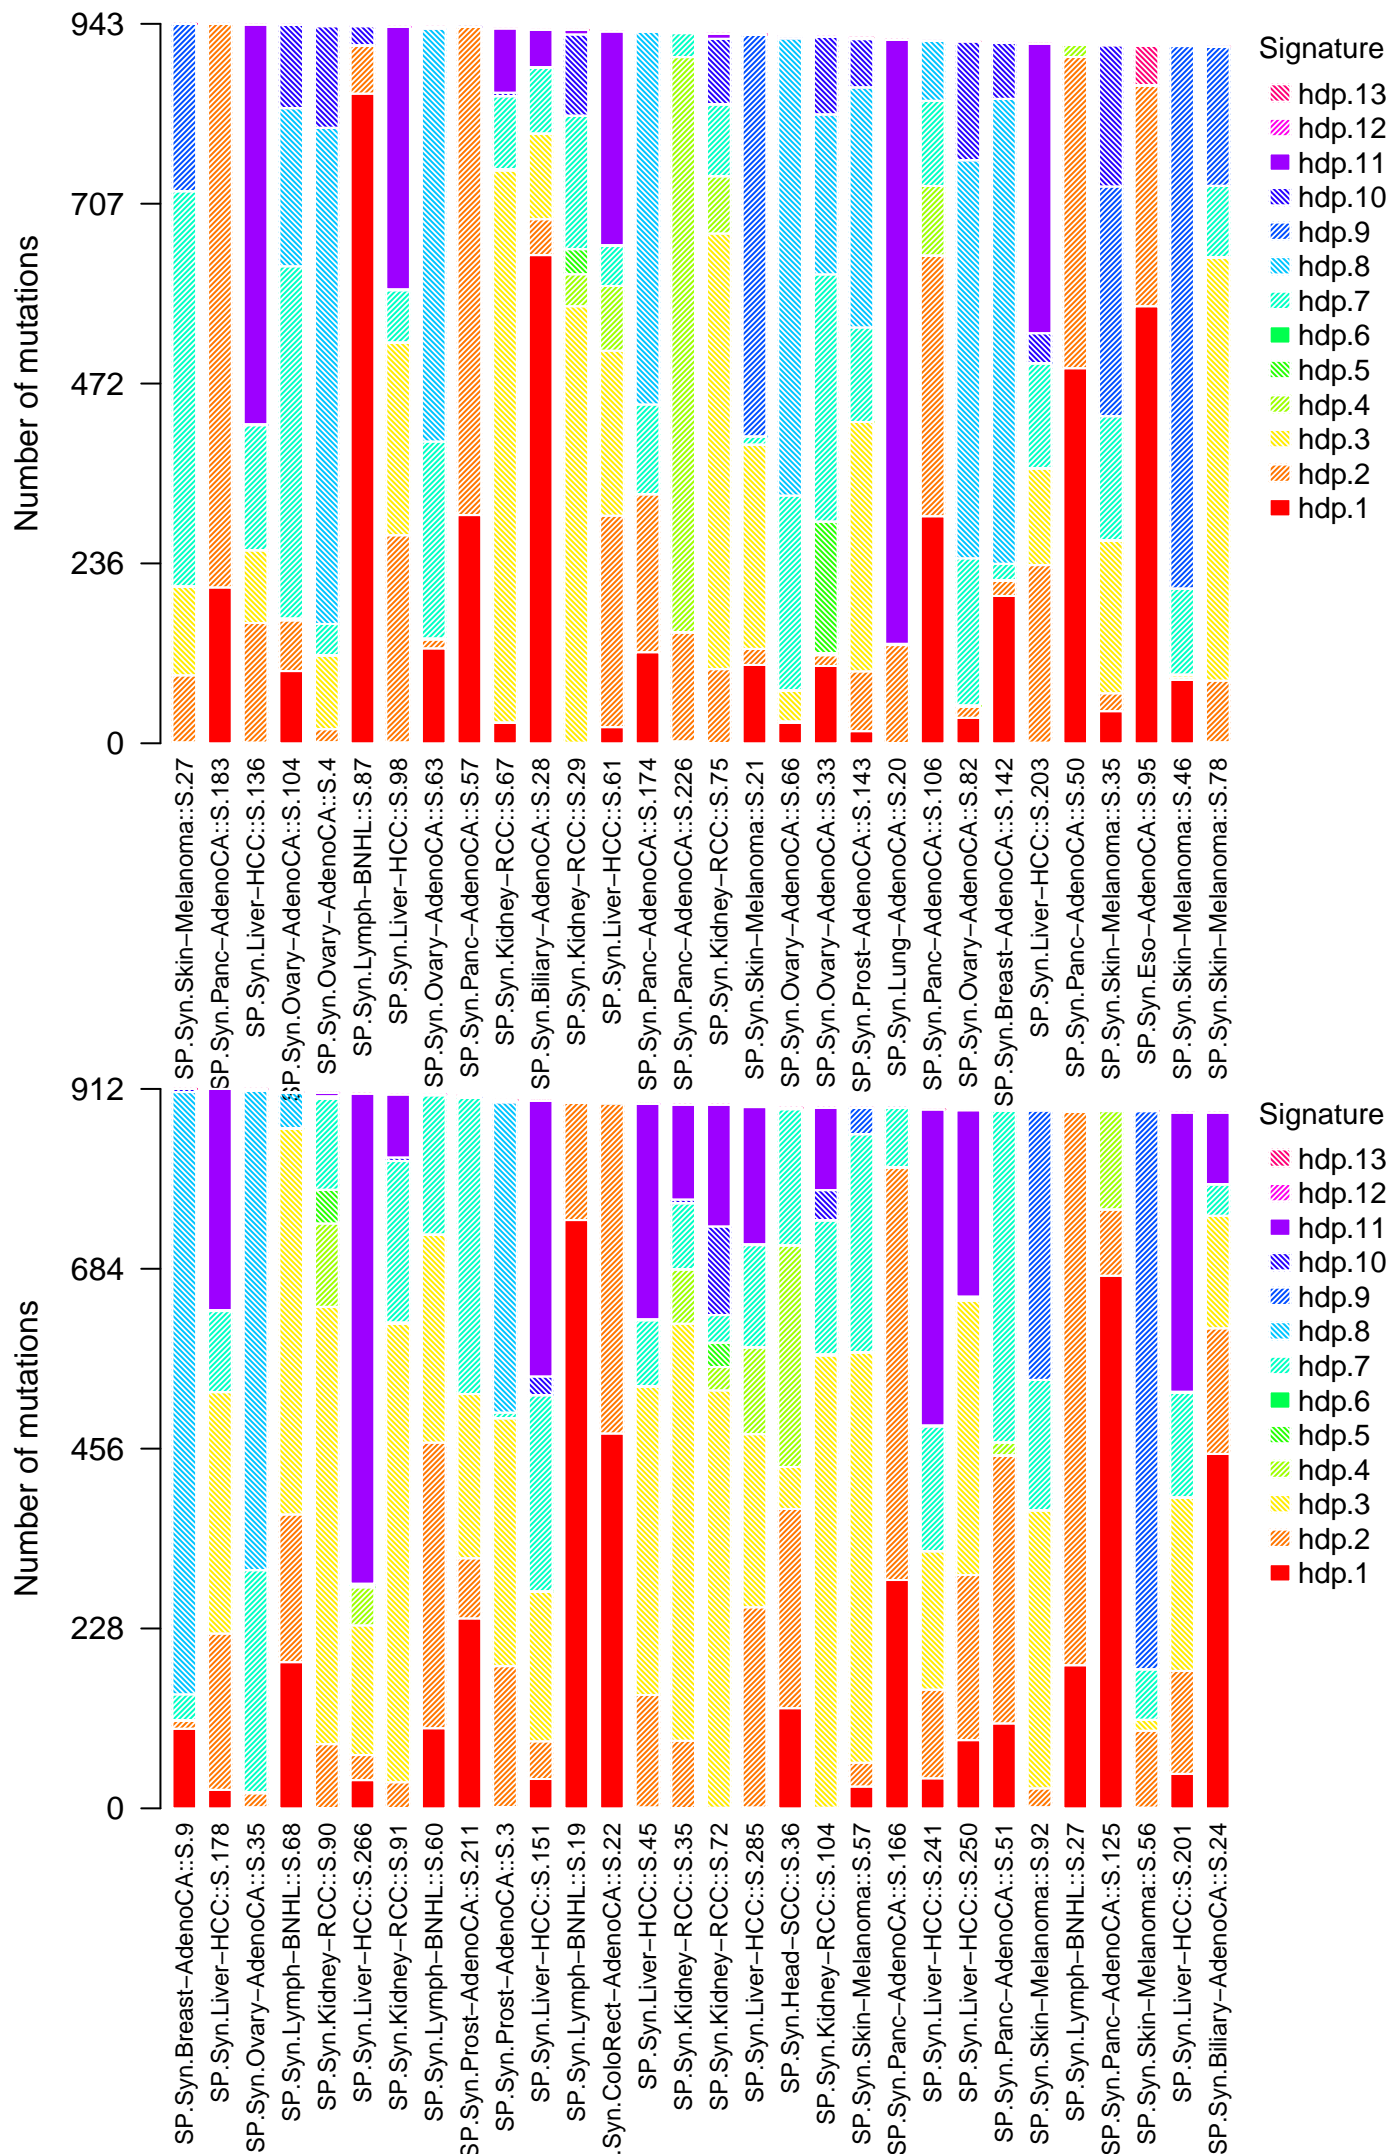 943
707
472
236
0
Number of mutations
Signature
hdp.13
hdp.12
hdp.11
hdp.10
hdp.9
hdp.8
hdp.7
hdp.6
hdp.5
hdp.4
hdp.3
hdp.2
hdp.1
SP.Syn.Skin−Melanoma::S.27
SP.Syn.Panc−AdenoCA::S.183
SP.Syn.Liver−HCC::S.136
SP.Syn.Ovary−AdenoCA::S.104
SP.Syn.Ovary−AdenoCA::S.4
SP.Syn.Lymph−BNHL::S.87
SP.Syn.Liver−HCC::S.98
SP.Syn.Ovary−AdenoCA::S.63
SP.Syn.Panc−AdenoCA::S.57
SP.Syn.Kidney−RCC::S.67
SP.Syn.Biliary−AdenoCA::S.28
SP.Syn.Kidney−RCC::S.29
SP.Syn.Liver−HCC::S.61
SP.Syn.Panc−AdenoCA::S.174
SP.Syn.Panc−AdenoCA::S.226
SP.Syn.Kidney−RCC::S.75
SP.Syn.Skin−Melanoma::S.21
SP.Syn.Ovary−AdenoCA::S.66
SP.Syn.Ovary−AdenoCA::S.33
SP.Syn.Prost−AdenoCA::S.143
SP.Syn.Lung−AdenoCA::S.20
SP.Syn.Panc−AdenoCA::S.106
SP.Syn.Ovary−AdenoCA::S.82
SP.Syn.Breast−AdenoCA::S.142
SP.Syn.Liver−HCC::S.203
SP.Syn.Panc−AdenoCA::S.50
SP.Syn.Skin−Melanoma::S.35
SP.Syn.Eso−AdenoCA::S.95
SP.Syn.Skin−Melanoma::S.46
SP.Syn.Skin−Melanoma::S.78
912
684
456
228
0
Number of mutations
Signature
hdp.13
hdp.12
hdp.11
hdp.10
hdp.9
hdp.8
hdp.7
hdp.6
hdp.5
hdp.4
hdp.3
hdp.2
hdp.1
SP.Syn.Breast−AdenoCA::S.9
SP.Syn.Liver−HCC::S.178
SP.Syn.Ovary−AdenoCA::S.35
SP.Syn.Lymph−BNHL::S.68
SP.Syn.Kidney−RCC::S.90
SP.Syn.Liver−HCC::S.266
SP.Syn.Kidney−RCC::S.91
SP.Syn.Lymph−BNHL::S.60
SP.Syn.Prost−AdenoCA::S.211
SP.Syn.Prost−AdenoCA::S.3
SP.Syn.Liver−HCC::S.151
SP.Syn.Lymph−BNHL::S.19
.Syn.ColoRect−AdenoCA::S.22
SP.Syn.Liver−HCC::S.45
SP.Syn.Kidney−RCC::S.35
SP.Syn.Kidney−RCC::S.72
SP.Syn.Liver−HCC::S.285
SP.Syn.Head−SCC::S.36
SP.Syn.Kidney−RCC::S.104
SP.Syn.Skin−Melanoma::S.57
SP.Syn.Panc−AdenoCA::S.166
SP.Syn.Liver−HCC::S.241
SP.Syn.Liver−HCC::S.250
SP.Syn.Panc−AdenoCA::S.51
SP.Syn.Skin−Melanoma::S.92
SP.Syn.Lymph−BNHL::S.27
SP.Syn.Panc−AdenoCA::S.125
SP.Syn.Skin−Melanoma::S.56
SP.Syn.Liver−HCC::S.201
SP.Syn.Biliary−AdenoCA::S.24